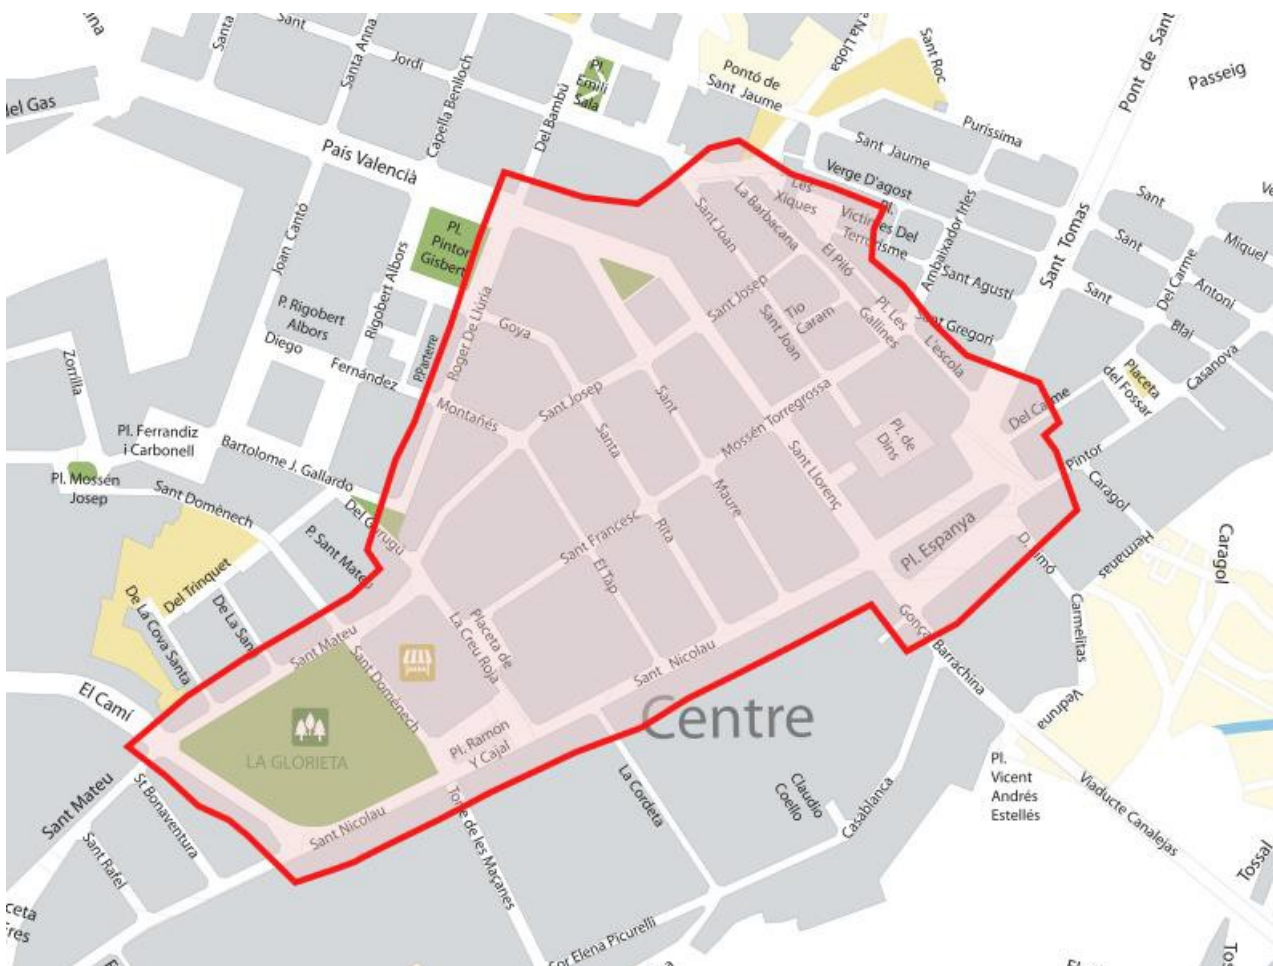 Sant
Santa
Santa Anna
Jordi
Capella Benlloch
Del Bambú
Pl.
Emili
Sala
Pontó de
Sant Jaume
Na Lloba
Sant Roc
Pont de Sant
Passeig
del Gas
País Valencià
Puríssima
Sant Jaume
Verge D'agost
Les
Xiques
La Barbacana
Pl.
Victimes Del
Terrorisme
Ambaixador Irles
Sant Tomas
Sant
Sant
Sant
Miquel
Del Carme
Antoni
Blai
Casanova
Joan Cantó
Pl.
Pintor
Gisbert
Rigobert Albors
Sant Joan
El Piló
Sant Agustí
P. Rigobert
Albors
Roger De Llúria
Goya
Sant Josep
Tio
Caram
Sant Joan
Pl. Les
Gallines
Sant Gregori
L'escola
Diego
Fernández
P.Parterre
Zorrilla
Montañés
Sant Josep
Sant
Santa
Mossén Torregrossa
Pl. de
Dins
Del Carme
Placeta
del Fossar
Pl. Ferrandiz
i Carbonell
Bartolome J. Gallardo
Pl. Mossén
Josep
Sant Domènech
Sant Llorenç
Maure
Pintor
Caragol
Hermanas
Caragol
Del Gurugú
P. Sant Mateu
Sant Francesc
Rita
El Tap
Pl. Espanya
D. Simó
Carmelitas
Vedruna
Del Trinquet
De La Cova Santa
De La San
Sant Mateu
Sant Domènech
Placeta de
La Creu Roja
Sant Nicolau
Gonça
Barrachina
El Camí
LA GLORIETA
Pl. Ramón
Y Cajal
Centre
Pl.
Vicent
Andrés
Estellés
Viaducte Canalejas
Sant Mateu
St Bonaventura
Sant Rafel
Sant Nicolau
Torre de les Maçanes
La Cordeta
Claudio
Coello
Casablanca
Tossal
Sor Elena Picurelli